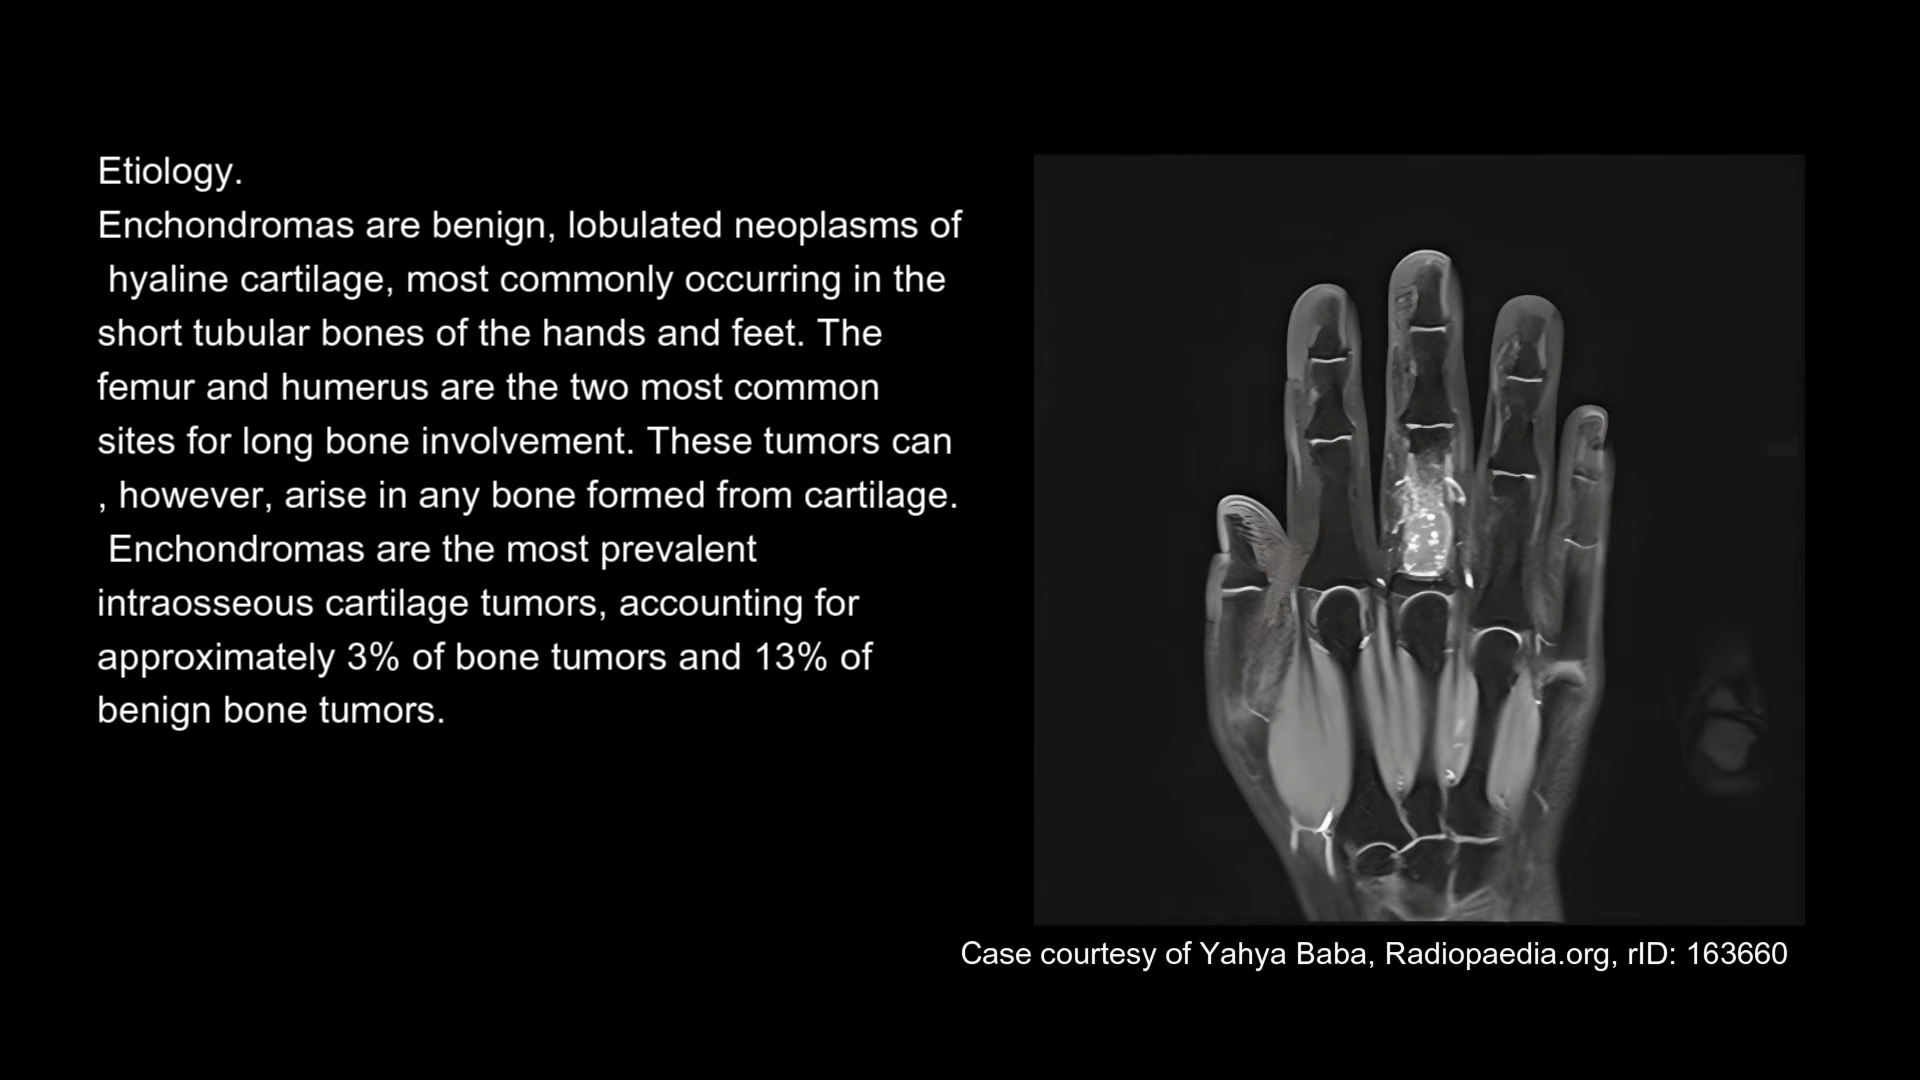 Etiology.
Enchondromas are benign, lobulated neoplasms of
hyaline cartilage, most commonly occurring in the
short tubular bones of the hands and feet. The
femur and humerus are the two most common
sites for long bone involvement. These tumors can
, however, arise in any bone formed from cartilage.
Enchondromas are the most prevalent
intraosseous cartilage tumors, accounting for
approximately 3% of bone tumors and 13% of
benign bone tumors.
Case courtesy of Yahya Baba, Radiopaedia.org, rID: 163660